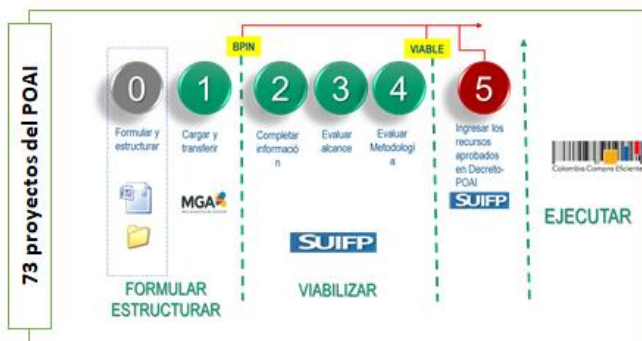 73 proyectos del POAI
BPIN
VIABLE
0
1
2
3
4
5
Formular y
estructurar
Cargar y
transferir
Completar
informació
n
Evaluar
alcance
Evaluar
Metodologí
a
Ingresar los
recursos
aprobados
en Decreto-
POAI
MGA
SUIFP
SUIFP
Colombia Compra Eficiente
FORMULAR
ESTRUCTURAR
VIABILIZAR
EJECUTAR